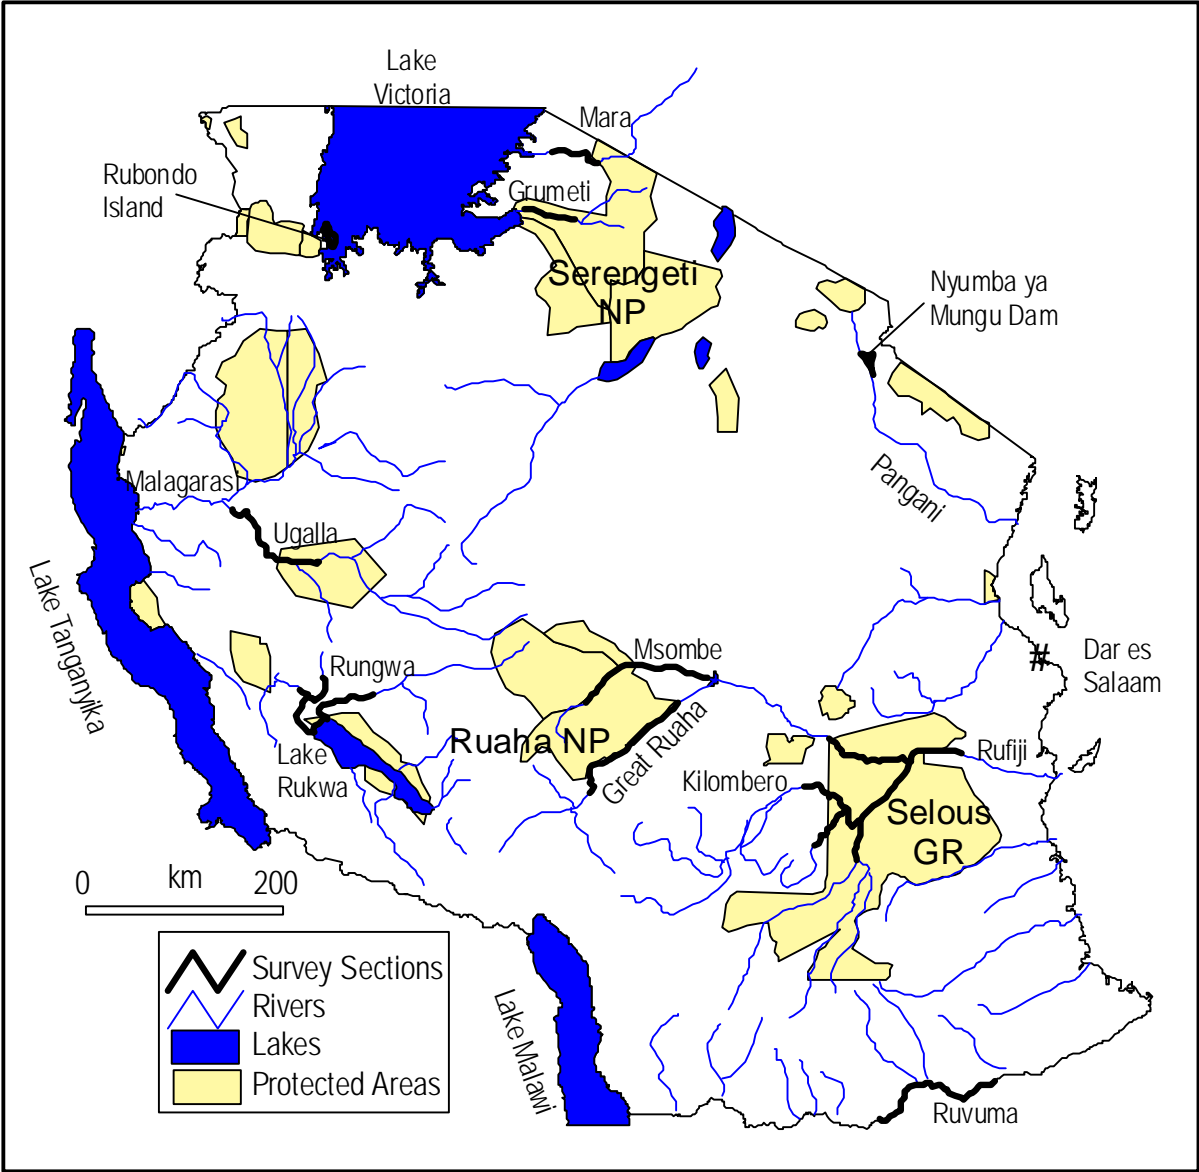 Lake
Victoria
Mara
Rubondo
Island
Grumeti
Serengeti
NP
Nyumba ya
Mungu Dam
Pangani
Malagarasi
Ugalla
Lake Tanganyika
Msombe
Rungwa
Dar es
Salaam
#
Ruaha NP
Great Ruaha
Lake
Rukwa
Kilombero
Rufiji
Selous
GR
0 km 200
Survey Sections
Rivers
Lakes
Protected Areas
Lake Malawi
Ruvuma